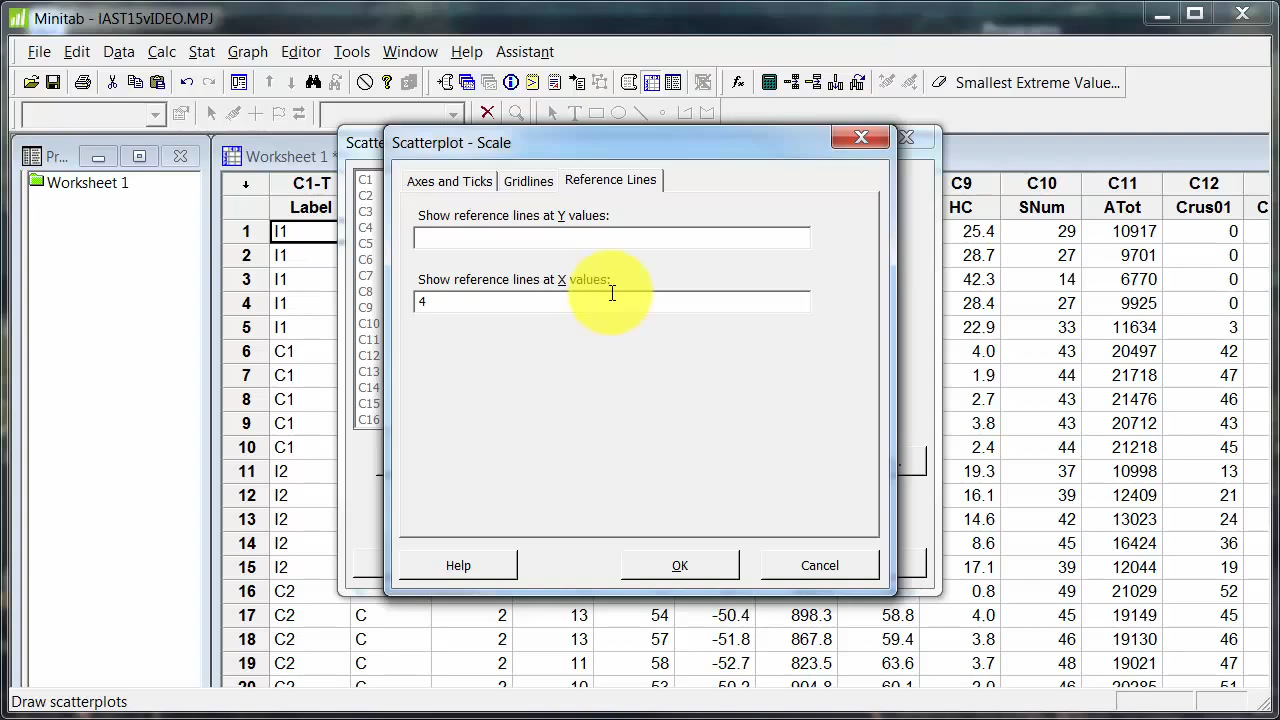 Minitab - IAST15vIDEO.MPJ
File Edit Data Calc Stat Graph Editor Tools Window Help Assistant
Smallest Extreme Value...
Pr...
Worksheet 1
Worksheet 1 *
Scatte
Scatterplot - Scale
Axes and Ticks Gridlines Reference Lines
Show reference lines at Y values:
Show reference lines at X values:
4
Help OK Cancel
C1
C2
C3
C4
C5
C6
C7
C8
C9
C10
C11
C12
C13
C14
C15
C16
C1-T C9 C10 C11 C12
Label HC SNum ATot Crus01 C
1 I1 25.4 29 10917 0
2 I1 28.7 27 9701 0
3 I1 42.3 14 6770 0
4 I1 28.4 27 9925 0
5 I1 22.9 33 11634 3
6 C1 4.0 43 20497 42
7 C1 1.9 44 21718 47
8 C1 2.7 43 21476 46
9 C1 3.8 43 20712 43
10 C1 2.4 44 21218 45
11 I2 19.3 37 10998 13
12 I2 16.1 39 12409 21
13 I2 14.6 42 13023 24
14 I2 8.6 45 16424 36
15 I2 17.1 39 12044 19
16 C2 0.8 49 21029 52
17 C2 C 2 13 54 -50.4 898.3 58.8 4.0 45 19149 45
18 C2 C 2 13 57 -51.8 867.8 59.4 3.8 46 19130 46
19 C2 C 2 11 58 -52.7 823.5 63.6 3.7 48 19021 47
Draw scatterplots